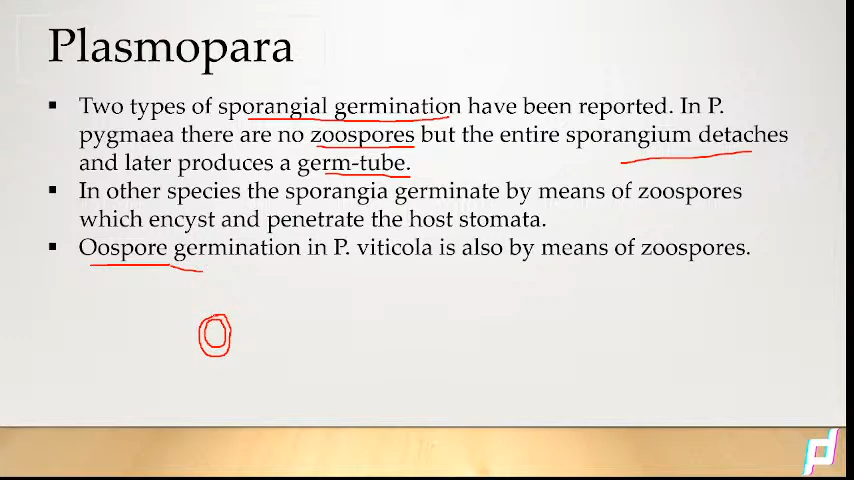 Plasmopara
▪ Two types of sporangial germination have been reported. In P.
pygmaea there are no zoospores but the entire sporangium detaches
and later produces a germ-tube.
▪ In other species the sporangia germinate by means of zoospores
which encyst and penetrate the host stomata.
▪ Oospore germination in P. viticola is also by means of zoospores.